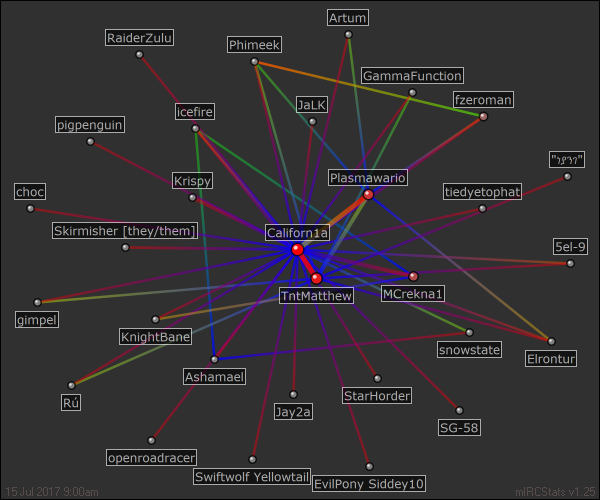 Artum
RaiderZulu
Phimeek
GammaFunction
fzeroman
JaLK
icefire
pigpenguin
Plasmawario
Krispy
tiedyetophat
choc
Skirmisher [they/them]
Californ1a
5el-9
TntMatthew
MCrekna1
gimpel
KnightBane
snowstate
Elrontur
Ashamael
StarHorder
Rú
Jay2a
SG-58
openroadracer
Swiftwolf Yellowtail
EvilPony Siddey10
15 Jul 2017 9:00am
mIRCStats v1.25